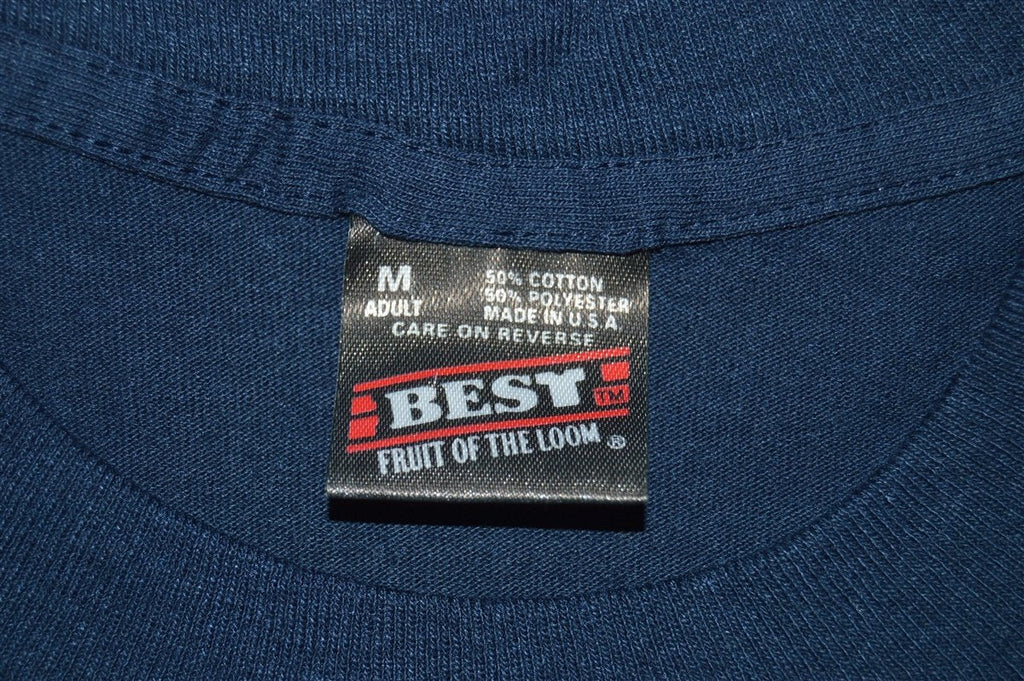 M
ADULT
50% COTTON
50% POLYESTER
MADE IN U.S.A
CARE ON REVERSE
BEST
TM
FRUIT OF THE LOOM ®